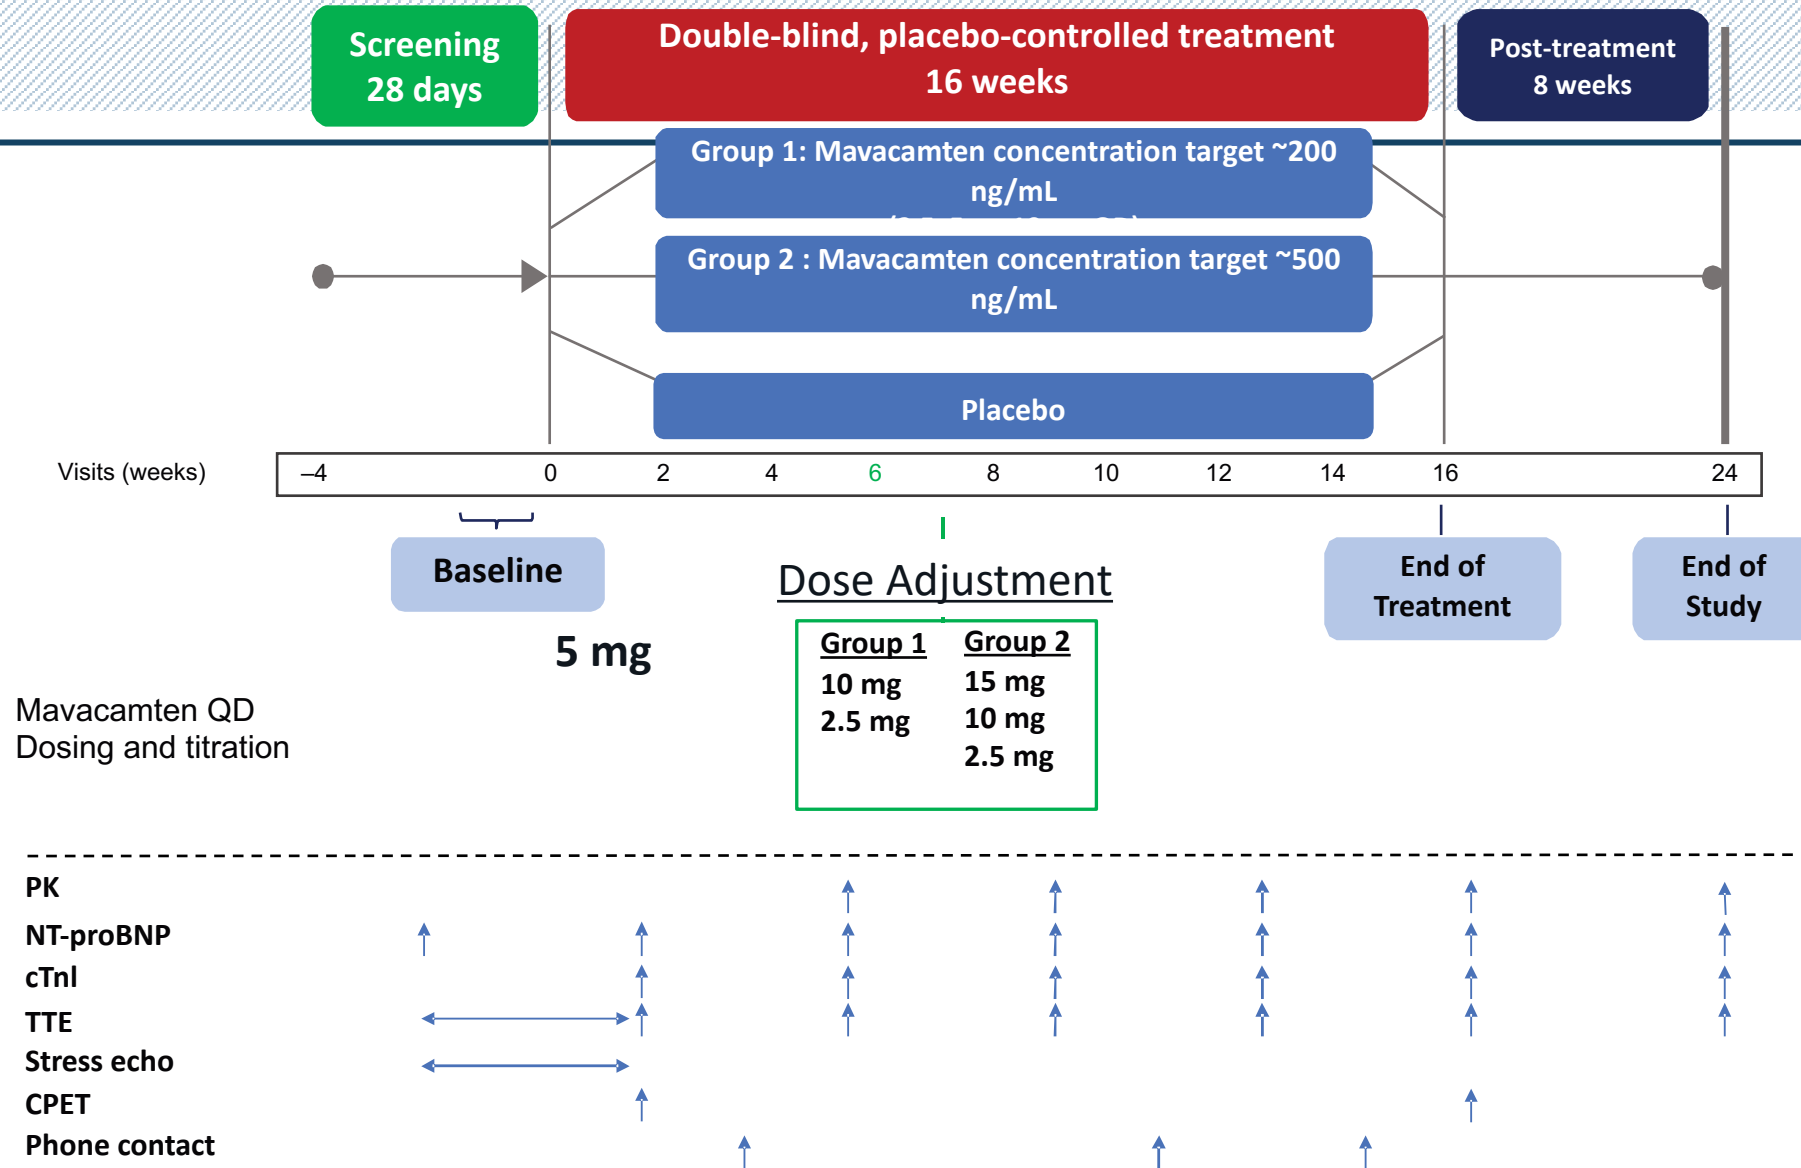 Screening
28 days
Double-blind, placebo-controlled treatment
16 weeks
Post-treatment
8 weeks
Group 1: Mavacamten concentration target ~200
ng/mL
Group 2 : Mavacamten concentration target ~500
ng/mL
Placebo
Visits (weeks) –4 0 2 4 6 8 10 12 14 16 24
Baseline
Dose Adjustment
End of
Treatment
End of
Study
5 mg
Group 1 Group 2
10 mg 15 mg
2.5 mg 10 mg
2.5 mg
Mavacamten QD
Dosing and titration
PK
NT-proBNP
cTnl
TTE
Stress echo
CPET
Phone contact